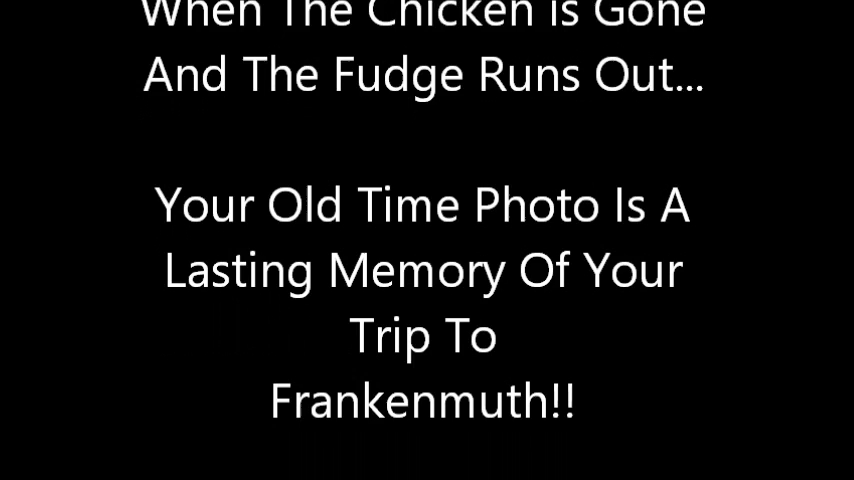 When The Chicken is Gone
And The Fudge Runs Out...
Your Old Time Photo Is A
Lasting Memory Of Your
Trip To
Frankenmuth!!